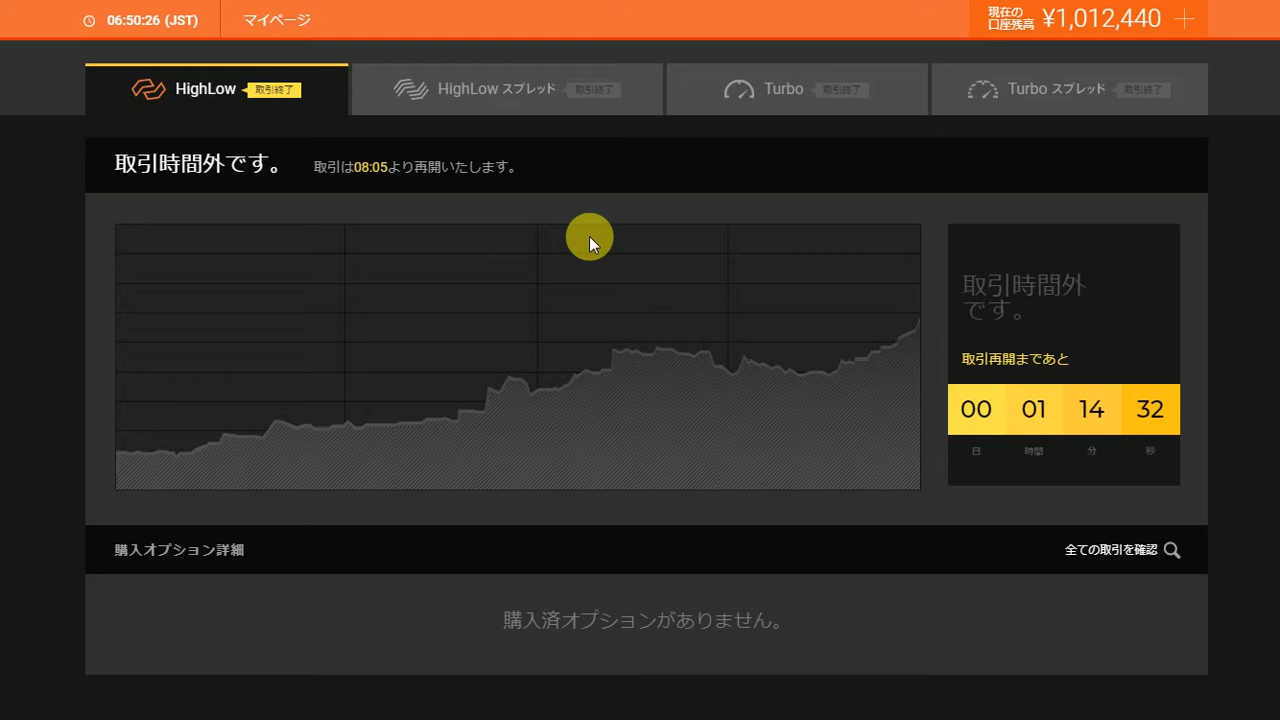 06:50:26 (JST)
マイページ
現在の
口座残高
¥1,012,440
HighLow 取引終了
HighLow スプレッド 取引終了
Turbo 取引終了
Turbo スプレッド 取引終了
取引時間外です。
取引は08:05より再開いたします。
取引時間外
です。
取引再開まであと
00 01 14 32
日 時間 分 秒
購入オプション詳細
全ての取引を確認
購入済オプションがありません。